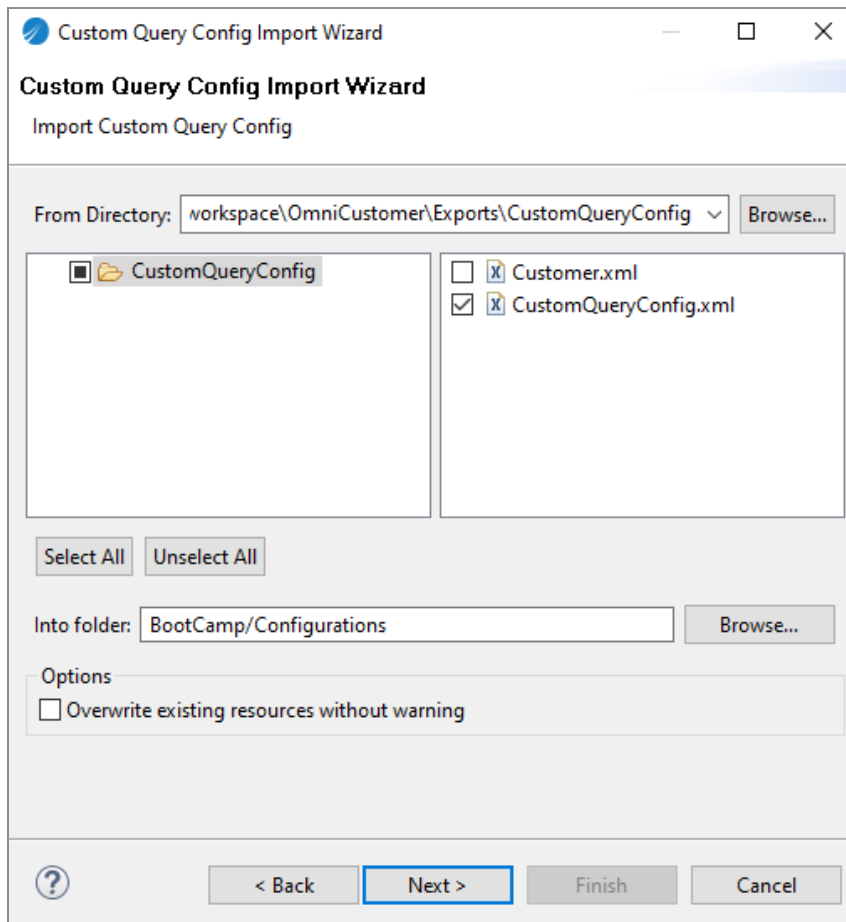 Custom Query Config Import Wizard
Custom Query Config Import Wizard
Import Custom Query Config
From Directory: workspace\OmniCustomer\Exports\CustomQueryConfig Browse...
CustomQueryConfig
Customer.xml
CustomQueryConfig.xml
Select All Unselect All
Into folder: BootCamp/Configurations Browse...
Options
Overwrite existing resources without warning
? < Back Next > Finish Cancel